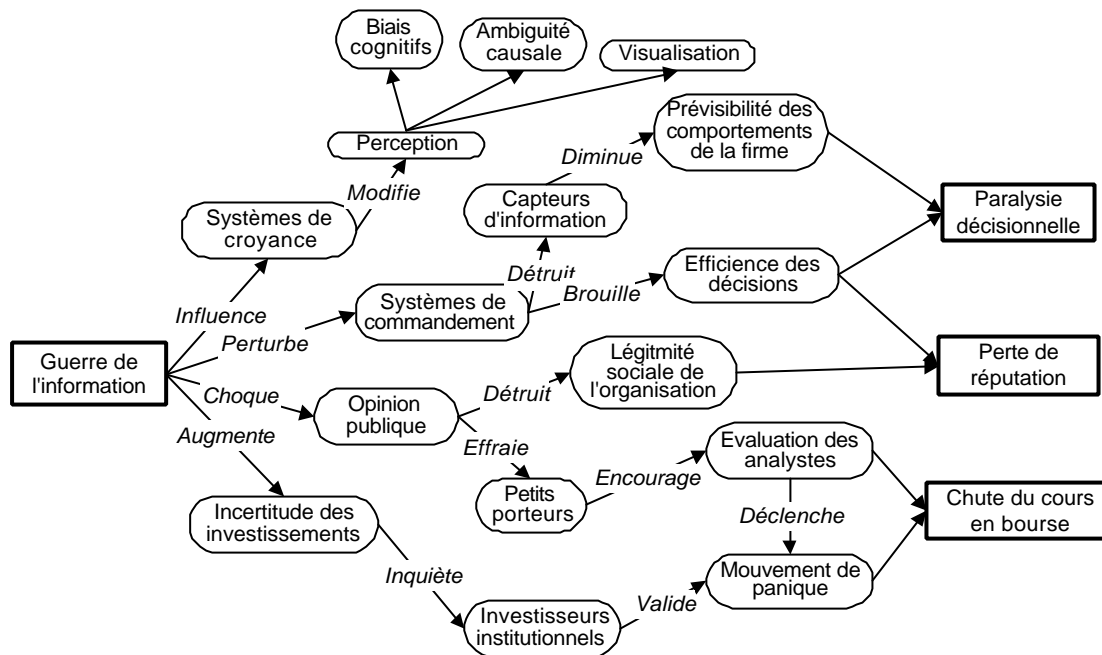 Biais
cognitifs
Ambiguité
causale
Visualisation
Perception
Prévisibilité des
comportements
de la firme
Diminue
Modifie
Capteurs
d'information
Systèmes de
croyance
Paralysie
décisionnelle
Détruit
Efficience des
décisions
Brouille
Influence
Systèmes de
commandement
Perturbe
Guerre de
l'information
Légitmité
sociale de
l'organisation
Perte de
réputation
Choque
Opinion
publique
Détruit
Augmente
Effraie
Evaluation des
analystes
Encourage
Petits
porteurs
Incertitude des
investissements
Déclenche
Chute du cours
en bourse
Inquiète
Mouvement de
panique
Valide
Investisseurs
institutionnels